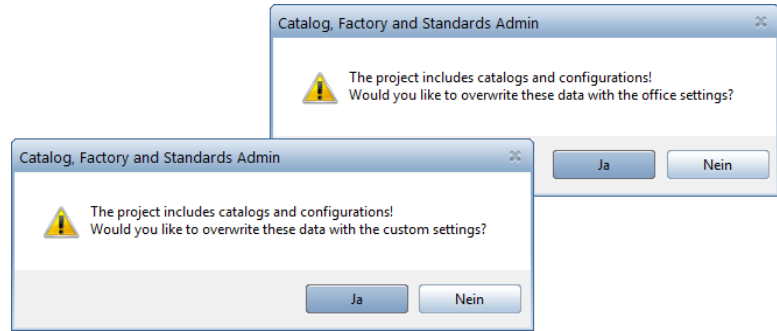 Catalog, Factory and Standards Admin
The project includes catalogs and configurations!
Would you like to overwrite these data with the office settings?
Ja
Nein
Catalog, Factory and Standards Admin
The project includes catalogs and configurations!
Would you like to overwrite these data with the custom settings?
Ja
Nein